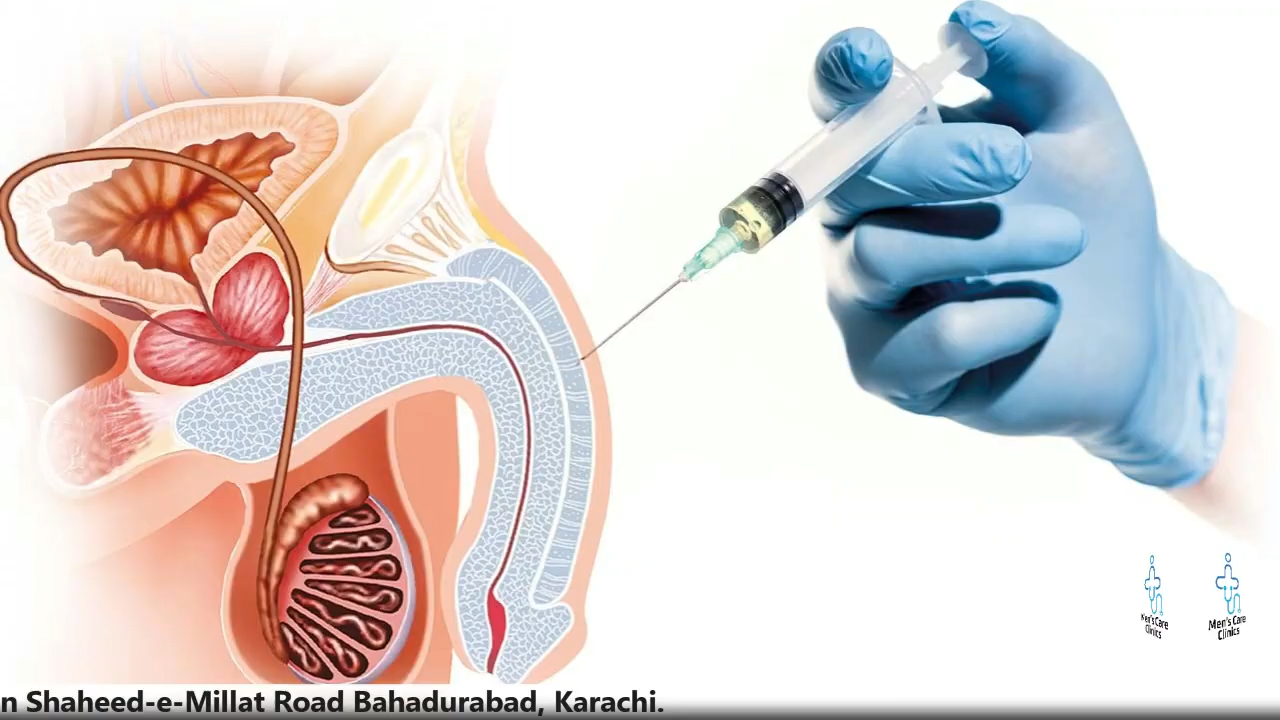 Men's Care
Clinics
Men's Care
Clinics
n Shaheed-e-Millat Road Bahadurabad, Karachi.